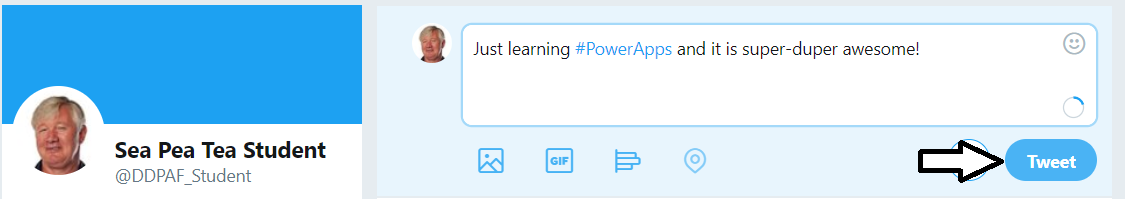 Just learning #PowerApps and it is super-duper awesome!
Sea Pea Tea Student
@DDPAF_Student
GIF
Tweet